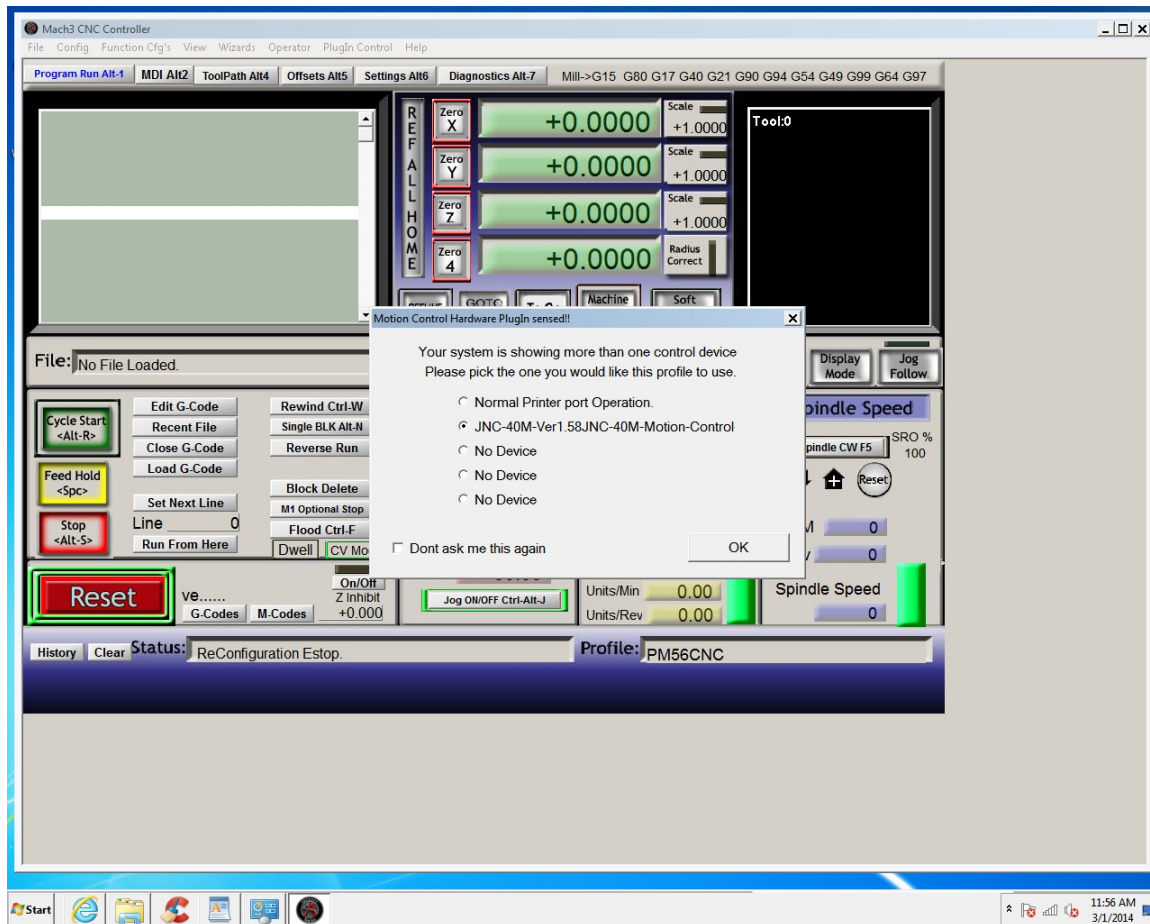 Mach3 CNC Controller
File Config Function Cfg's View Wizards Operator PlugIn Control Help
Program Run Alt-1 MDI Alt2 ToolPath Alt4 Offsets Alt5 Settings Alt6 Diagnostics Alt-7 Mill->G15 G80 G17 G40 G21 G90 G94 G54 G49 G99 G64 G97
REF ALL HOME
Zero X +0.0000 Scale +1.0000
Zero Y +0.0000 Scale +1.0000
Zero Z +0.0000 Scale +1.0000
Zero 4 +0.0000 Radius Correct
Tool:0
GOTO Machine Soft
File: No File Loaded.
Display Mode Jog Follow
Motion Control Hardware PlugIn sensed!!
Your system is showing more than one control device
Please pick the one you would like this profile to use.
Normal Printer port Operation.
JNC-40M-Ver1.58JNC-40M-Motion-Control
No Device
No Device
No Device
Dont ask me this again
OK
Cycle Start <Alt-R>
Feed Hold <Spc>
Stop <Alt-S>
Edit G-Code
Recent File
Close G-Code
Load G-Code
Set Next Line
Line 0
Run From Here
Rewind Ctrl-W
Single BLK Alt-N
Reverse Run
Block Delete
M1 Optional Stop
Flood Ctrl-F
Dwell CV Mo
pindle Speed
pindle CW F5 SRO % 100
Reset
0
0
Spindle Speed
0
Reset
ve......
G-Codes M-Codes
On/Off
Z Inhibit
+0.000
Jog ON/OFF Ctrl-Alt-J
Units/Min 0.00
Units/Rev 0.00
History Clear Status: ReConfiguration Estop. Profile: PM56CNC
Start
11:56 AM
3/1/2014